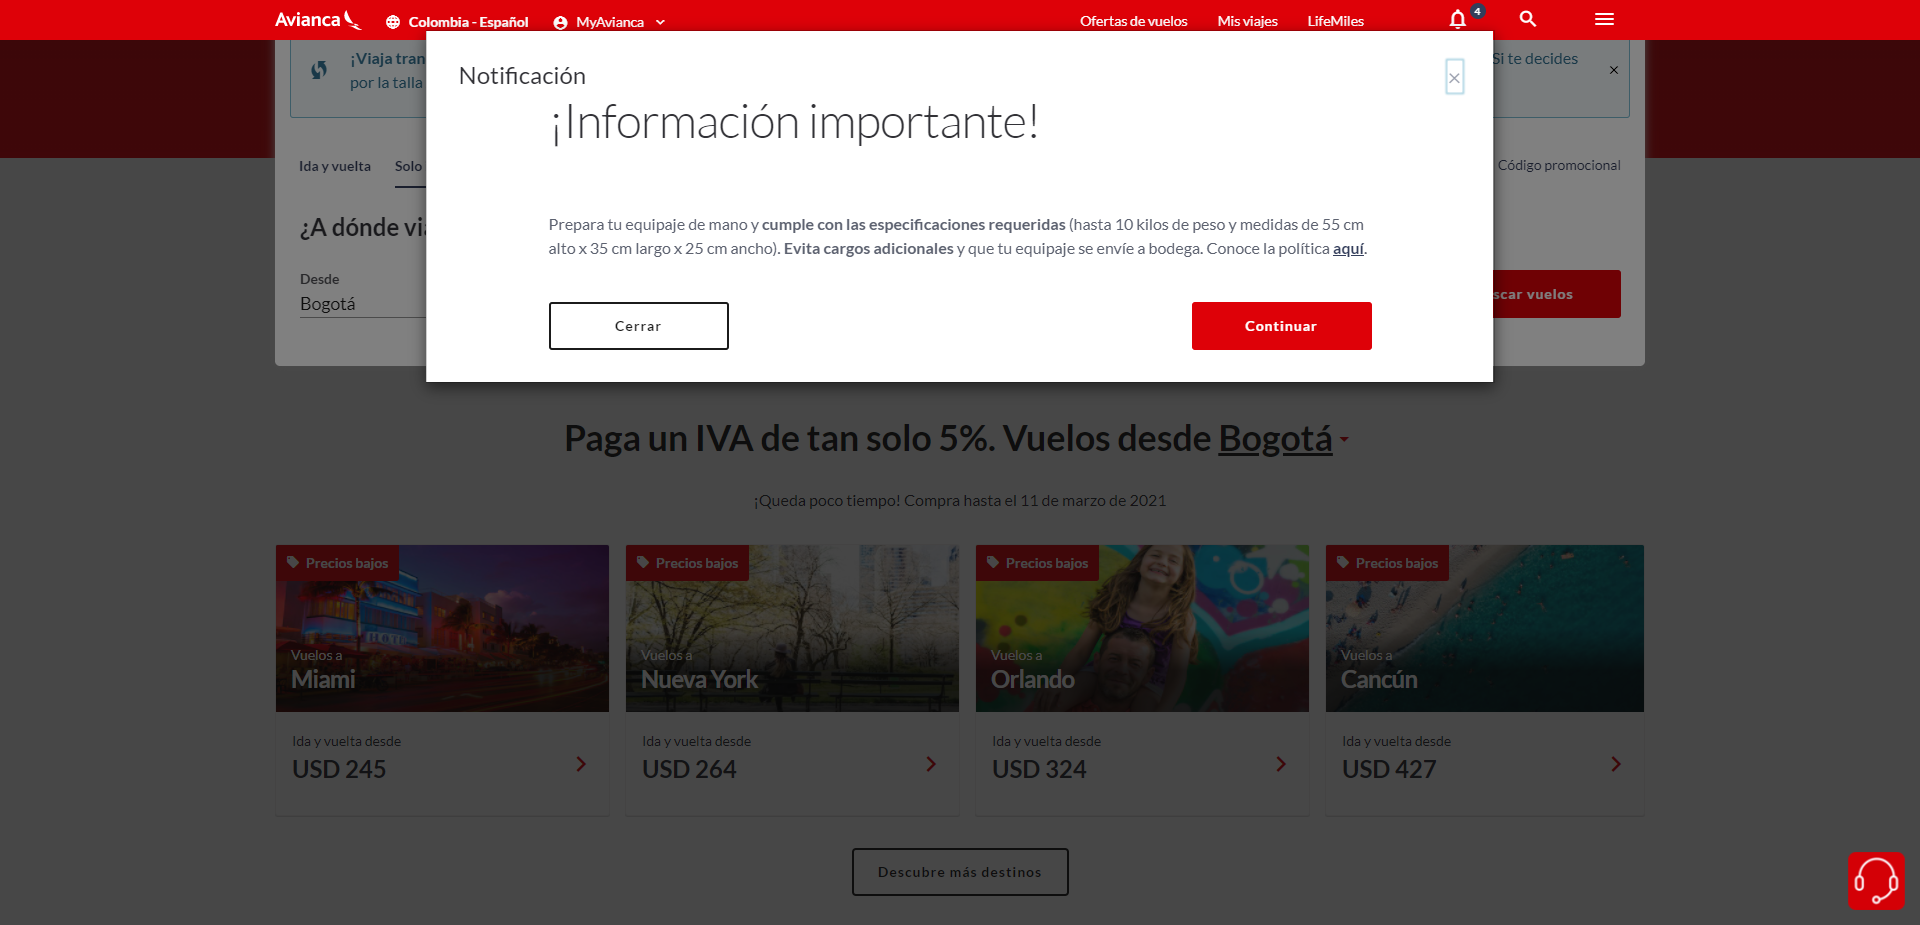 Avianca
Colombia - Español
MyAvianca
Ofertas de vuelos
Mis viajes
LifeMiles
4
¡Viaja
Si te decides
por la talla
Notificación
¡Información importante!
Ida y vuelta
Solo
Código promocional
Prepara tu equipaje de mano y cumple con las especificaciones requeridas (hasta 10 kilos de peso y medidas de 55 cm
alto x 35 cm largo x 25 cm ancho). Evita cargos adicionales y que tu equipaje se envíe a bodega. Conoce la política aquí.
¿A dónde
Desde
Bogotá
vuelos
Cerrar
Continuar
Paga un IVA de tan solo 5%. Vuelos desde Bogotá
¡Queda poco tiempo! Compra hasta el 11 de marzo de 2021
Precios bajos
Vuelos a
Miami
Ida y vuelta desde
USD 245
Precios bajos
Vuelos a
Nueva York
Ida y vuelta desde
USD 264
Precios bajos
Vuelos a
Orlando
Ida y vuelta desde
USD 324
Precios bajos
Vuelos a
Cancún
Ida y vuelta desde
USD 427
Descubre más destinos